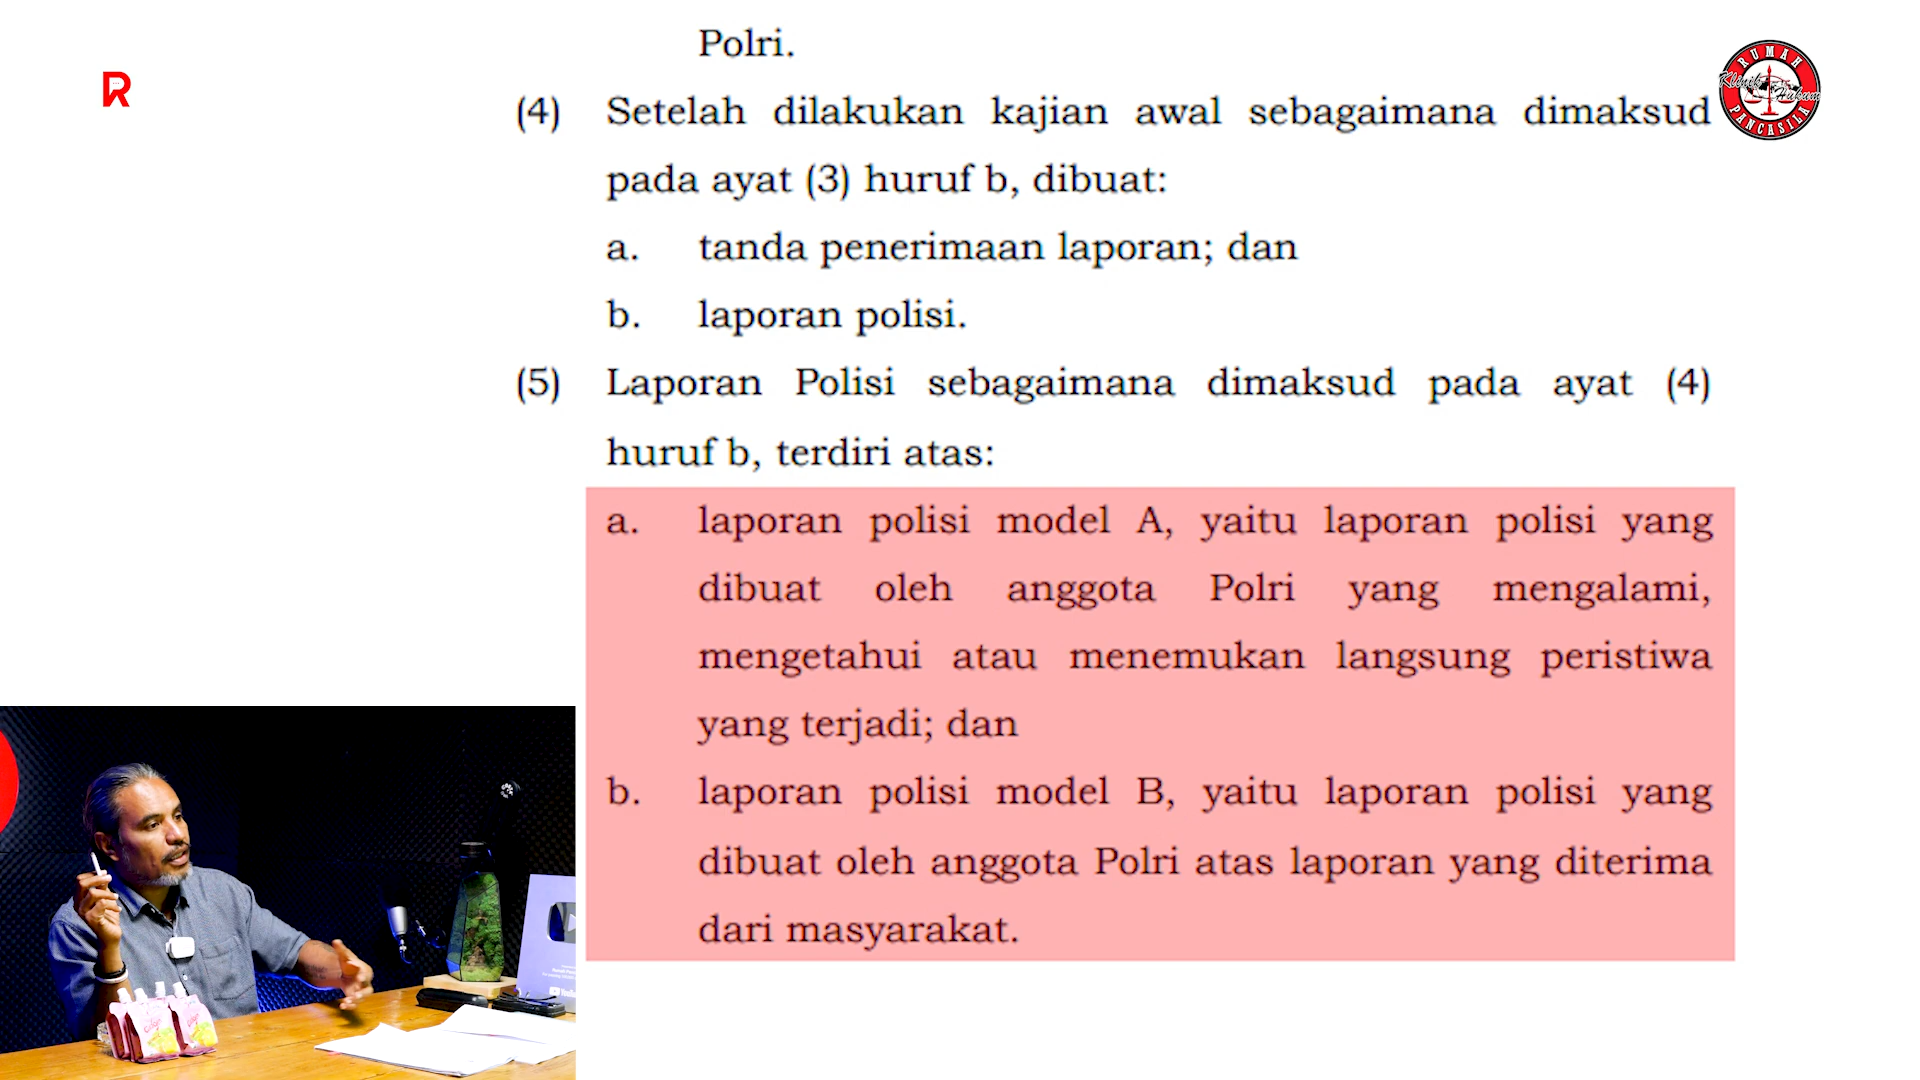 Polri.
(4) Setelah dilakukan kajian awal sebagaimana dimaksud
pada ayat (3) huruf b, dibuat:
a. tanda penerimaan laporan; dan
b. laporan polisi.
(5) Laporan Polisi sebagaimana dimaksud pada ayat (4)
huruf b, terdiri atas:
a. laporan polisi model A, yaitu laporan polisi yang
dibuat oleh anggota Polri yang mengalami,
mengetahui atau menemukan langsung peristiwa
yang terjadi; dan
b. laporan polisi model B, yaitu laporan polisi yang
dibuat oleh anggota Polri atas laporan yang diterima
dari masyarakat.
R
RUMAH
Klinik
Hukum
PANCASILA